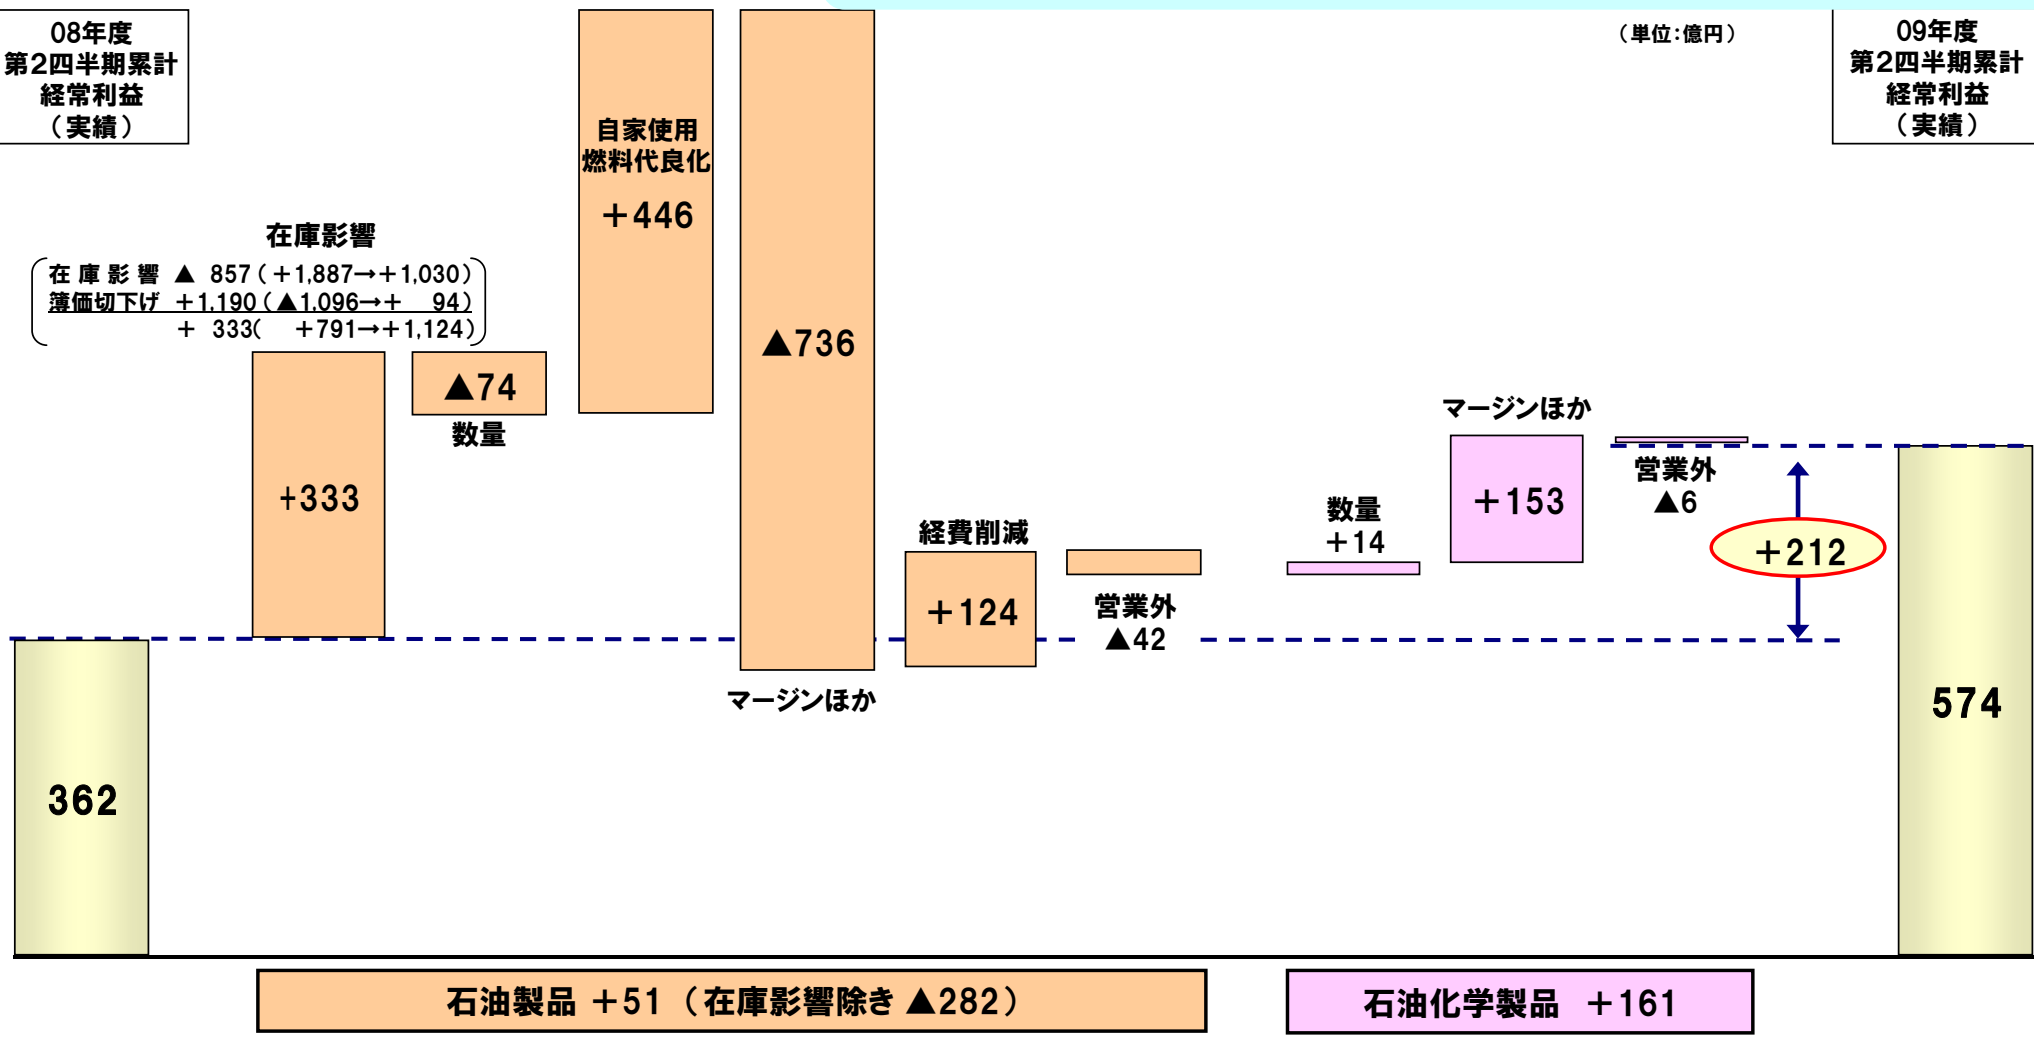 08年度
第2四半期累計
経常利益
（実績）
（単位:億円）
09年度
第2四半期累計
経常利益
（実績）
在庫影響
在庫影響 ▲ 857（＋1,887→＋1,030）
簿価切下げ ＋1,190（▲1,096→＋ 94）
＋ 333( ＋791→＋1,124）
+333
▲74
数量
自家使用
燃料代良化
＋446
▲736
マージンほか
経費削減
＋124
営業外
▲42
数量
＋14
マージンほか
＋153
営業外
▲6
＋212
362
574
石油製品 ＋51 （在庫影響除き ▲282）
石油化学製品 ＋161